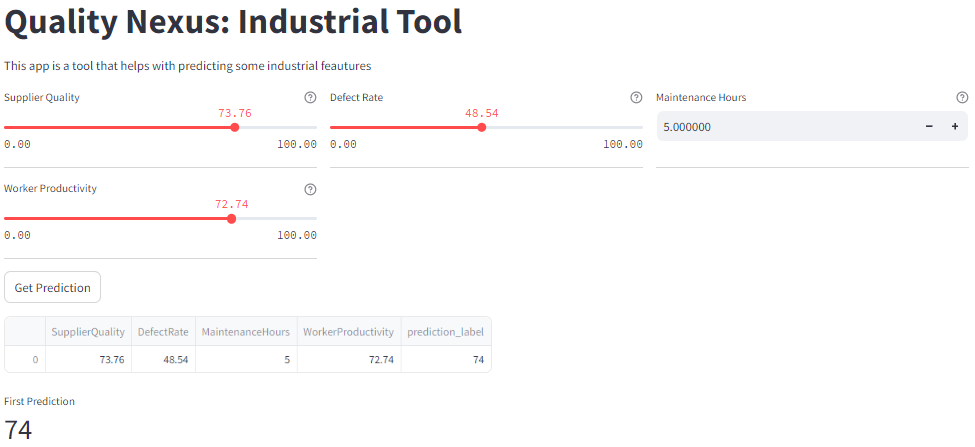 Quality Nexus: Industrial Tool
This app is a tool that helps with predicting some industrial feautures
Supplier Quality
73.76
0.00 100.00
Defect Rate
48.54
0.00 100.00
Maintenance Hours
5.000000 − +
Worker Productivity
72.74
0.00 100.00
Get Prediction
SupplierQuality DefectRate MaintenanceHours WorkerProductivity prediction_label
0 73.76 48.54 5 72.74 74
First Prediction
74